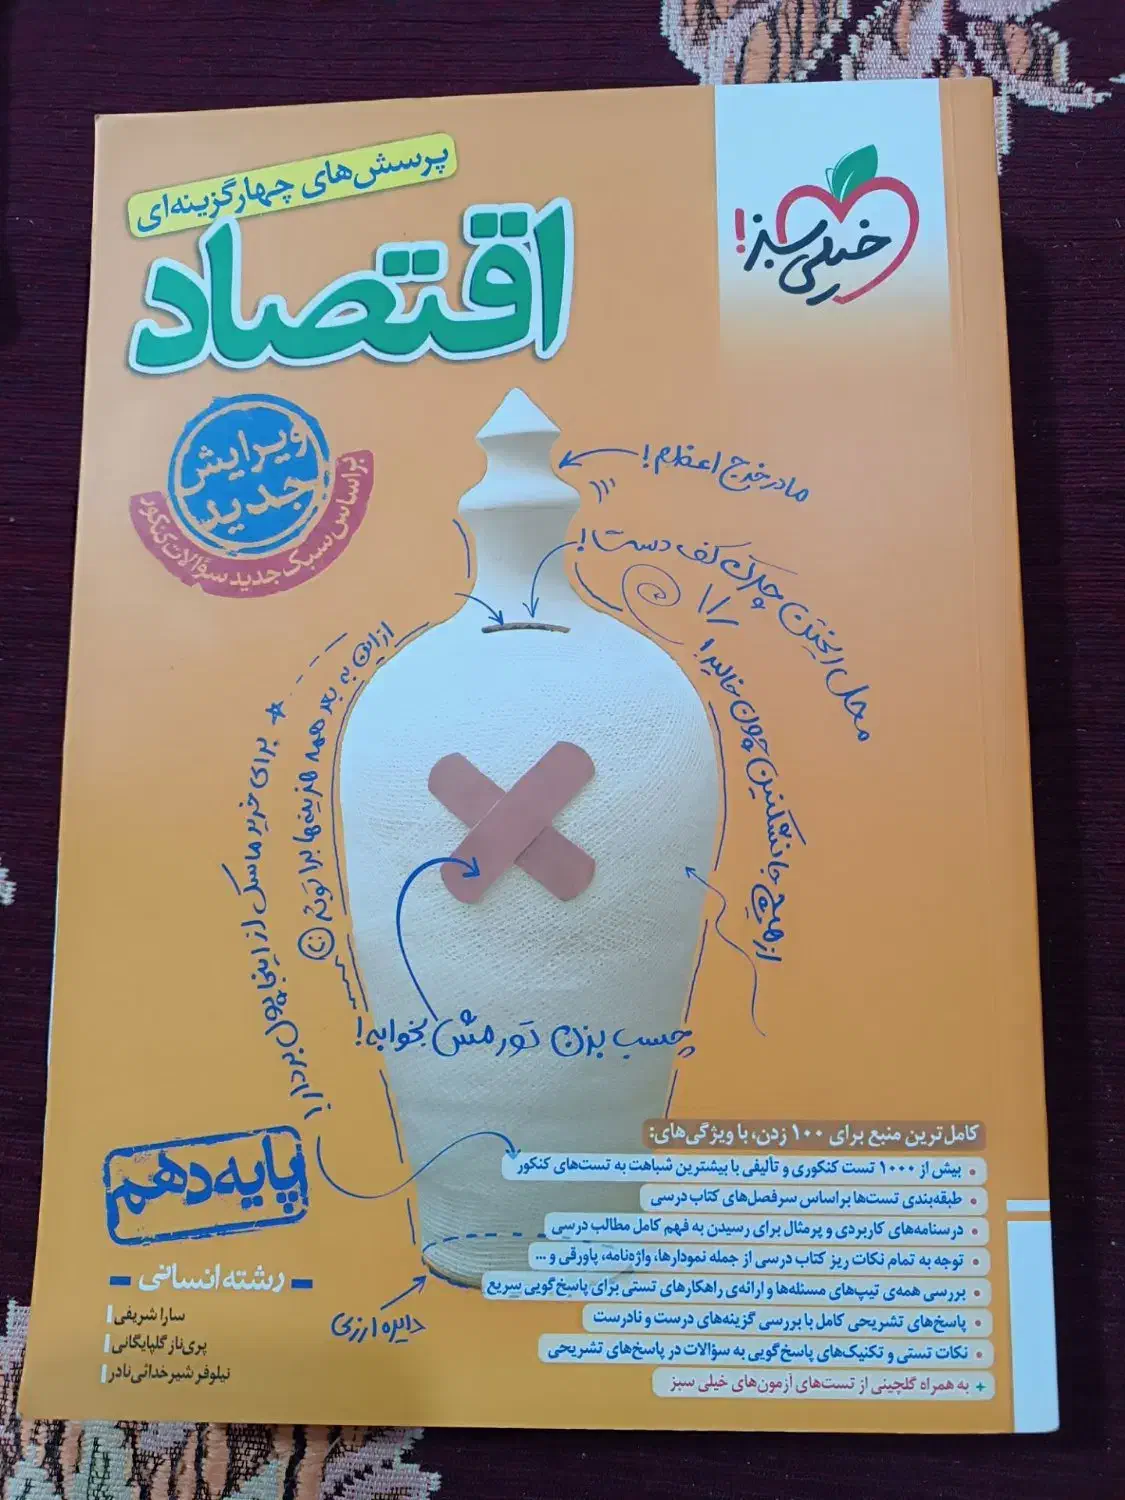 خیلی سبز!
پرسش‌های چهارگزینه‌ای
اقتصاد
ویرایش جدید
براساس سبک جدید سؤالات کنکور
مادر خرج اعظم!
محل ریختن چرک کف دست!
از هیچ جا نشکنین چون خالیه!
از این به بعد همه هزینه‌ها برا توئه
برای خرید ماسک از اینجا پول بردار!
چسب بزن تورمش بخوابه!
دایره ارزی
پایه دهم
رشته انسانی
سارا شریفی
پری‌ناز گلپایگانی
نیلوفر شیرخدائی‌نادر
کامل‌ترین منبع برای ۱۰۰ زدن، با ویژگی‌های:
بیش از ۱۰۰۰ تست کنکوری و تألیفی با بیشترین شباهت به تست‌های کنکور
طبقه‌بندی تست‌ها براساس سرفصل‌های کتاب درسی
درسنامه‌های کاربردی و پرمثال برای رسیدن به فهم کامل مطالب درسی
توجه به تمام نکات ریز کتاب درسی از جمله نمودارها، واژه‌نامه، پاورقی و ...
بررسی همه‌ی تیپ‌های مسئله‌ها و ارائه‌ی راهکارهای تستی برای پاسخ‌گویی سریع
پاسخ‌های تشریحی کامل با بررسی گزینه‌های درست و نادرست
نکات تستی و تکنیک‌های پاسخ‌گویی به سؤالات در پاسخ‌های تشریحی
+ به همراه گلچینی از تست‌های آزمون‌های خیلی سبز